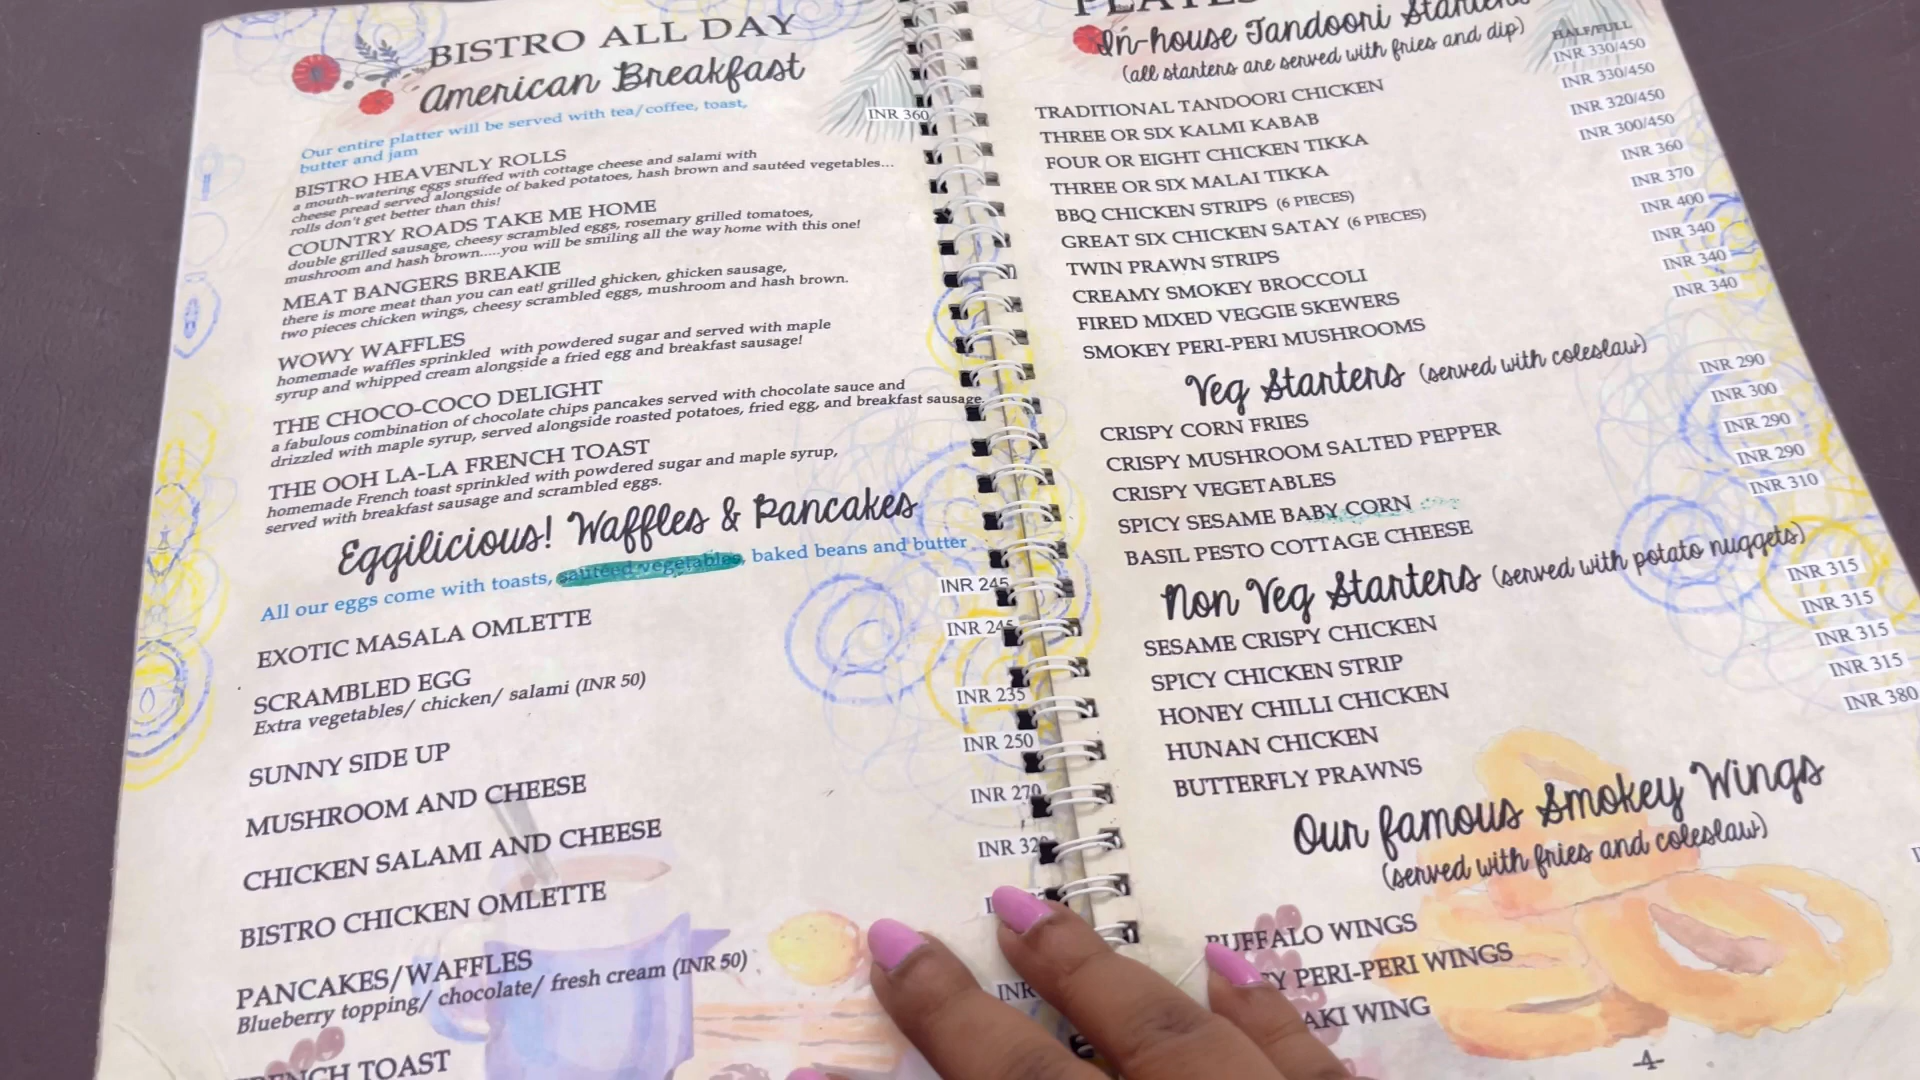 BISTRO ALL DAY
American Breakfast
Our entire platter will be served with tea/coffee, toast,
butter and jam
INR 360
BISTRO HEAVENLY ROLLS
a mouth-watering eggs stuffed with cottage cheese and salami with
cheese pread served alongside of baked potatoes, hash brown and sautéed vegetables...
rolls don't get better than this!
COUNTRY ROADS TAKE ME HOME
double grilled sausage, cheesy scrambled eggs, rosemary grilled tomatoes,
mushroom and hash brown.....you will be smiling all the way home with this one!
MEAT BANGERS BREAKIE
there is more meat than you can eat! grilled ghicken, ghicken sausage,
two pieces chicken wings, cheesy scrambled eggs, mushroom and hash brown.
WOWY WAFFLES
homemade waffles sprinkled with powdered sugar and served with maple
syrup and whipped cream alongside a fried egg and breakfast sausage!
THE CHOCO-COCO DELIGHT
a fabulous combination of chocolate chips pancakes served with chocolate sauce and
drizzled with maple syrup, served alongside roasted potatoes, fried egg, and breakfast sausage.
THE OOH LA-LA FRENCH TOAST
homemade French toast sprinkled with powdered sugar and maple syrup,
served with breakfast sausage and scrambled eggs.
Eggilicious! Waffles & Pancakes
All our eggs come with toasts, sautéed vegetables, baked beans and butter
EXOTIC MASALA OMLETTE INR 245
SCRAMBLED EGG INR 245
Extra vegetables/ chicken/ salami (INR 50)
SUNNY SIDE UP INR 235
MUSHROOM AND CHEESE INR 250
CHICKEN SALAMI AND CHEESE INR 270
BISTRO CHICKEN OMLETTE INR 32
PANCAKES/WAFFLES
Blueberry topping/ chocolate/ fresh cream (INR 50)
INR
FRENCH TOAST
In-house Tandoori Starters
(all starters are served with fries and dip)
HALF/FULL
TRADITIONAL TANDOORI CHICKEN INR 330/450
THREE OR SIX KALMI KABAB INR 330/450
FOUR OR EIGHT CHICKEN TIKKA INR 320/450
THREE OR SIX MALAI TIKKA INR 300/450
BBQ CHICKEN STRIPS (6 PIECES) INR 360
GREAT SIX CHICKEN SATAY (6 PIECES) INR 370
TWIN PRAWN STRIPS INR 400
CREAMY SMOKEY BROCCOLI INR 340
FIRED MIXED VEGGIE SKEWERS INR 340
SMOKEY PERI-PERI MUSHROOMS INR 340
Veg Starters (served with coleslaw)
CRISPY CORN FRIES INR 290
CRISPY MUSHROOM SALTED PEPPER INR 300
CRISPY VEGETABLES INR 290
SPICY SESAME BABY CORN INR 290
BASIL PESTO COTTAGE CHEESE INR 310
Non Veg Starters (served with potato nuggets)
SESAME CRISPY CHICKEN INR 315
SPICY CHICKEN STRIP INR 315
HONEY CHILLI CHICKEN INR 315
HUNAN CHICKEN INR 315
BUTTERFLY PRAWNS INR 380
Our famous Smokey Wings
(served with fries and coleslaw)
BUFFALO WINGS
PERI-PERI WINGS
WING
-4-